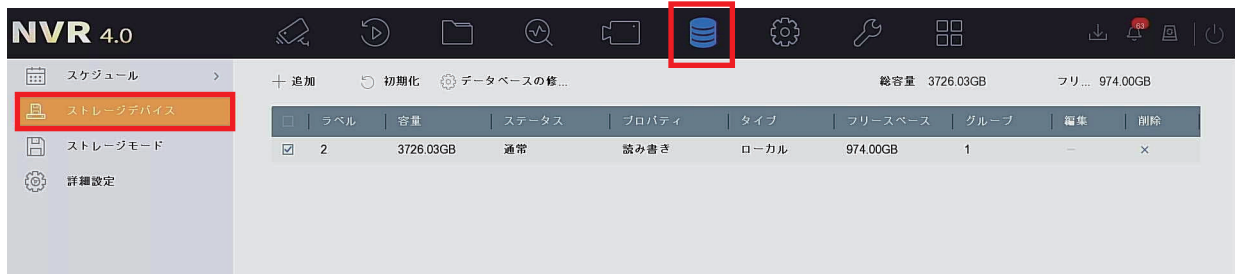 NVR 4.0
63
スケジュール >
ストレージデバイス
ストレージモード
詳細設定
追加 初期化 データベースの修... 総容量 3726.03GB フリ... 974.00GB
ラベル 容量 ステータス プロパティ タイプ フリースペース グループ 編集 削除
2 3726.03GB 通常 読み書き ローカル 974.00GB 1 — ×